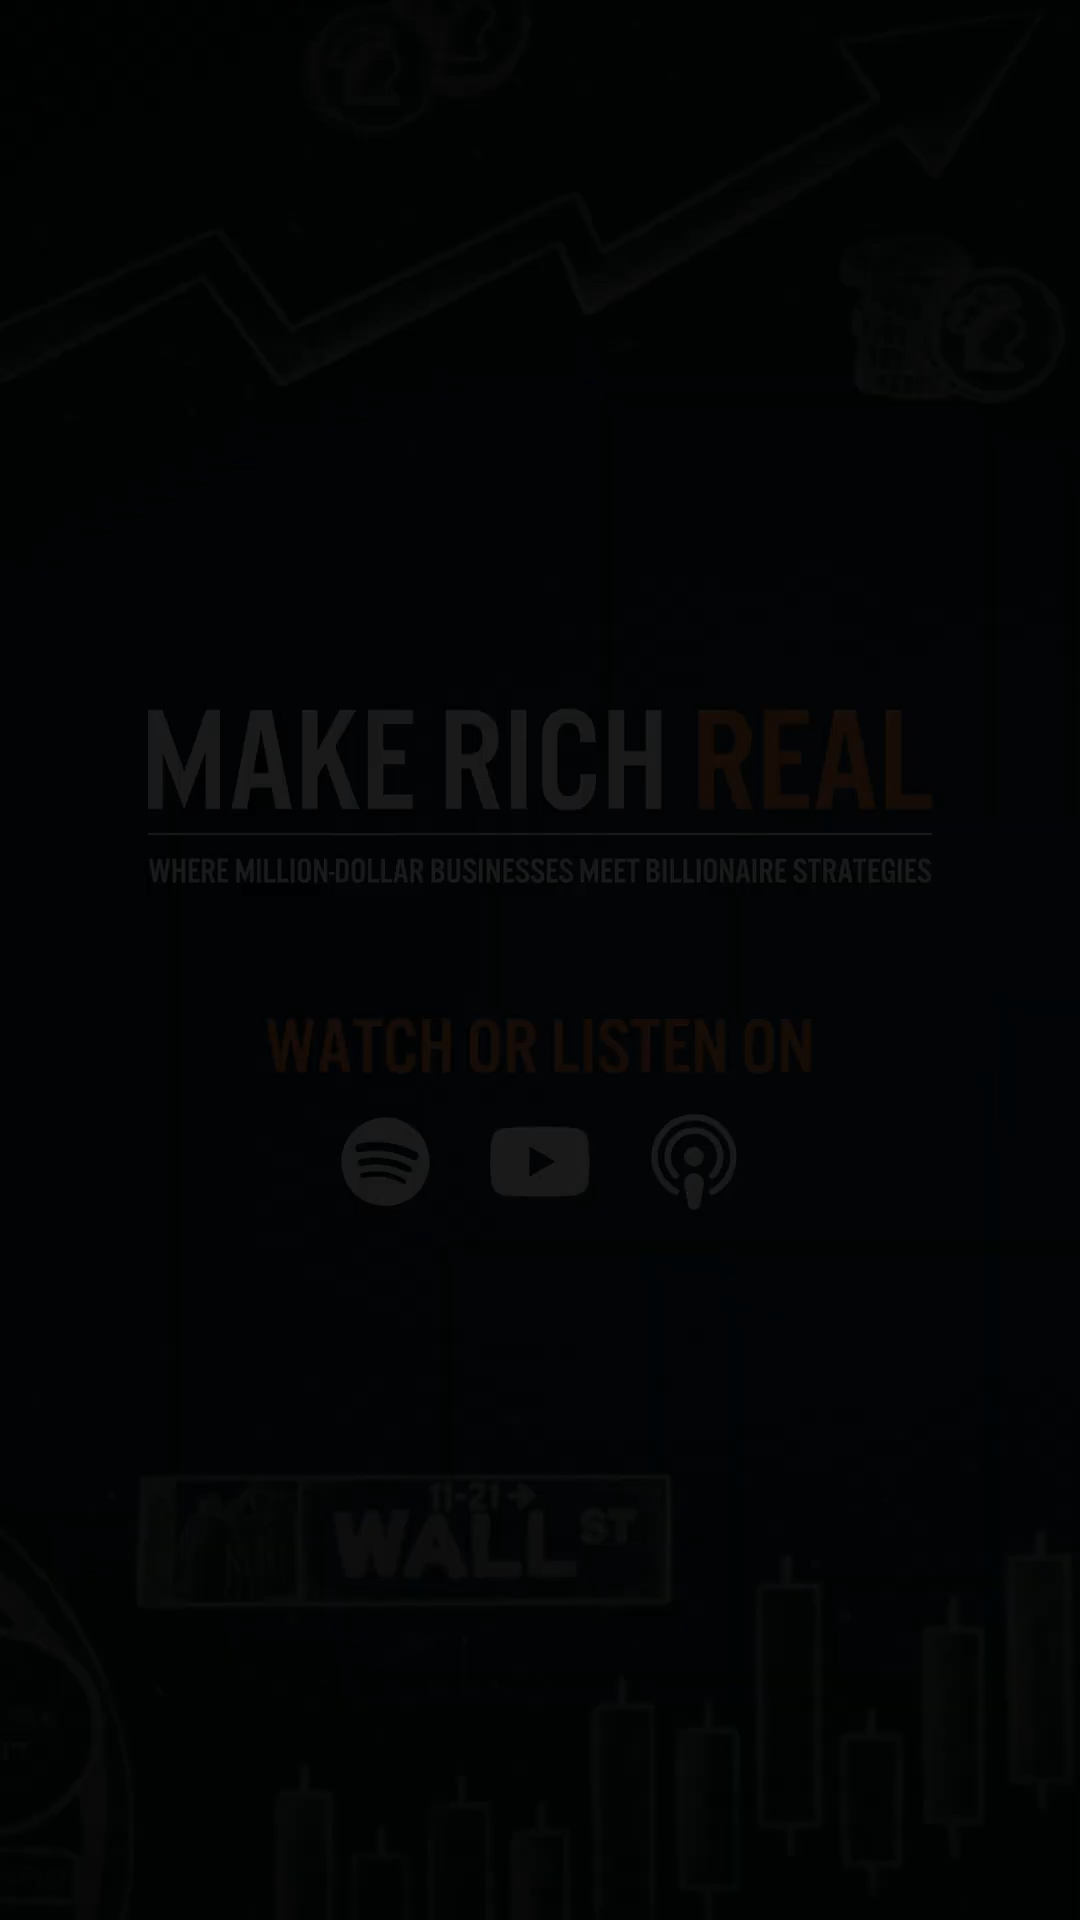 MAKE RICH REAL
WHERE MILLION-DOLLAR BUSINESSES MEET BILLIONAIRE STRATEGIES
WATCH OR LISTEN ON
11-21→
WALL ST